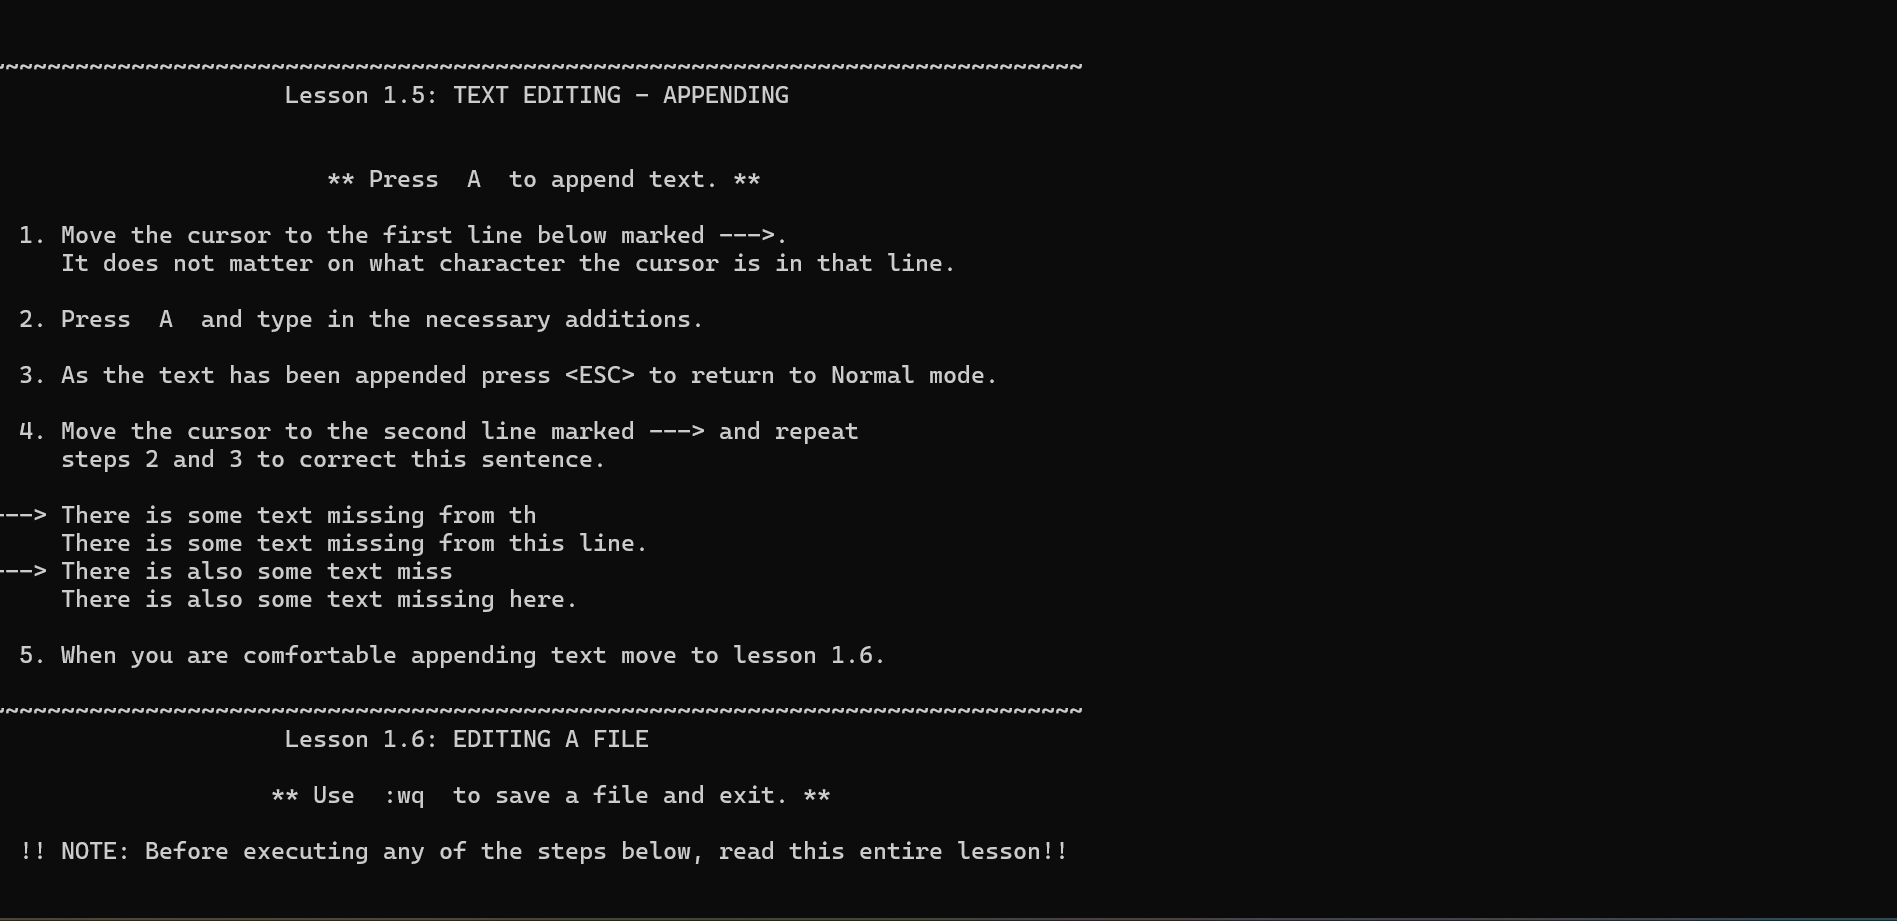 ~~~~~~~~~~~~~~~~~~~~~~~~~~~~~~~~~~~~~~~~~~~~~~~~~~~~~~~~~~~~~~~~~~~~~~~~~~~~~~
Lesson 1.5: TEXT EDITING - APPENDING
** Press  A  to append text. **
1. Move the cursor to the first line below marked --->.
It does not matter on what character the cursor is in that line.
2. Press  A  and type in the necessary additions.
3. As the text has been appended press <ESC> to return to Normal mode.
4. Move the cursor to the second line marked ---> and repeat
steps 2 and 3 to correct this sentence.
---> There is some text missing from th
There is some text missing from this line.
---> There is also some text miss
There is also some text missing here.
5. When you are comfortable appending text move to lesson 1.6.
~~~~~~~~~~~~~~~~~~~~~~~~~~~~~~~~~~~~~~~~~~~~~~~~~~~~~~~~~~~~~~~~~~~~~~~~~~~~~~
Lesson 1.6: EDITING A FILE
** Use  :wq  to save a file and exit. **
!! NOTE: Before executing any of the steps below, read this entire lesson!!